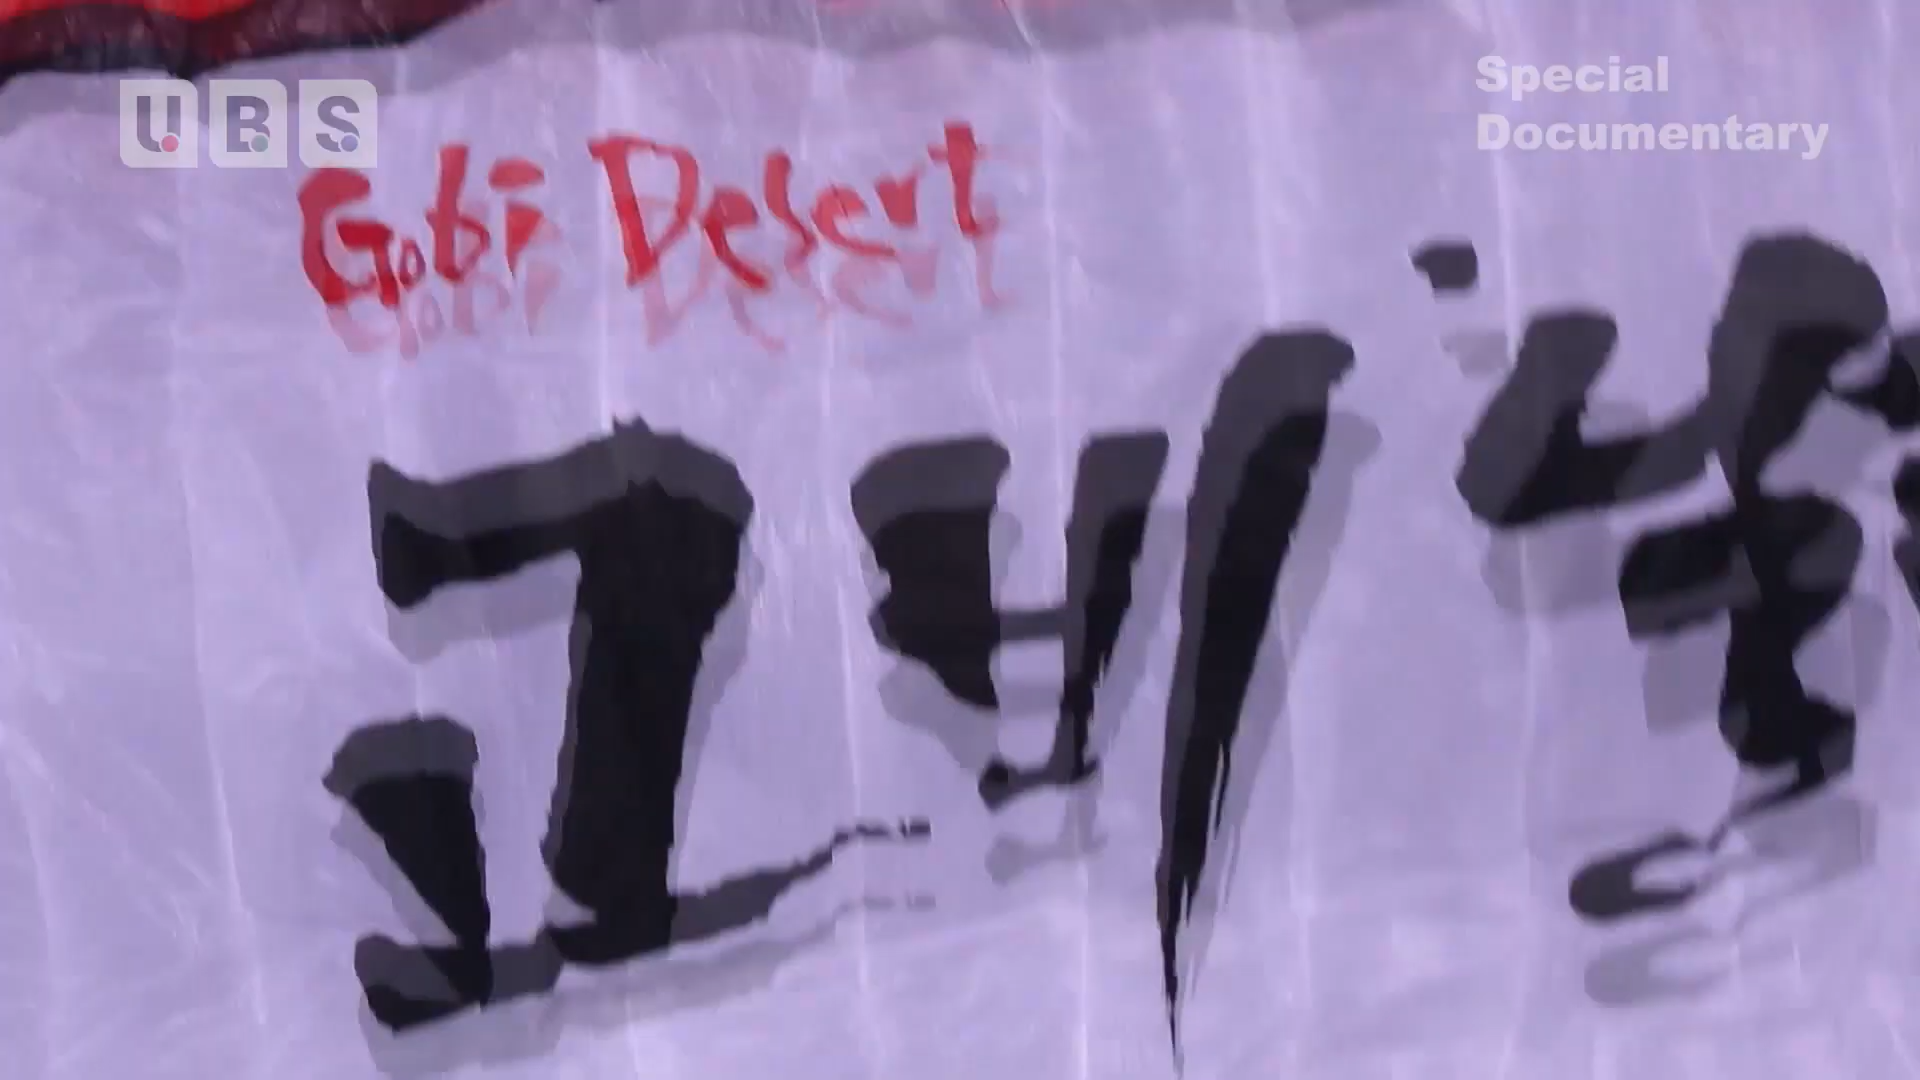 UBS
Special
Documentary
Gobi Desert
고비